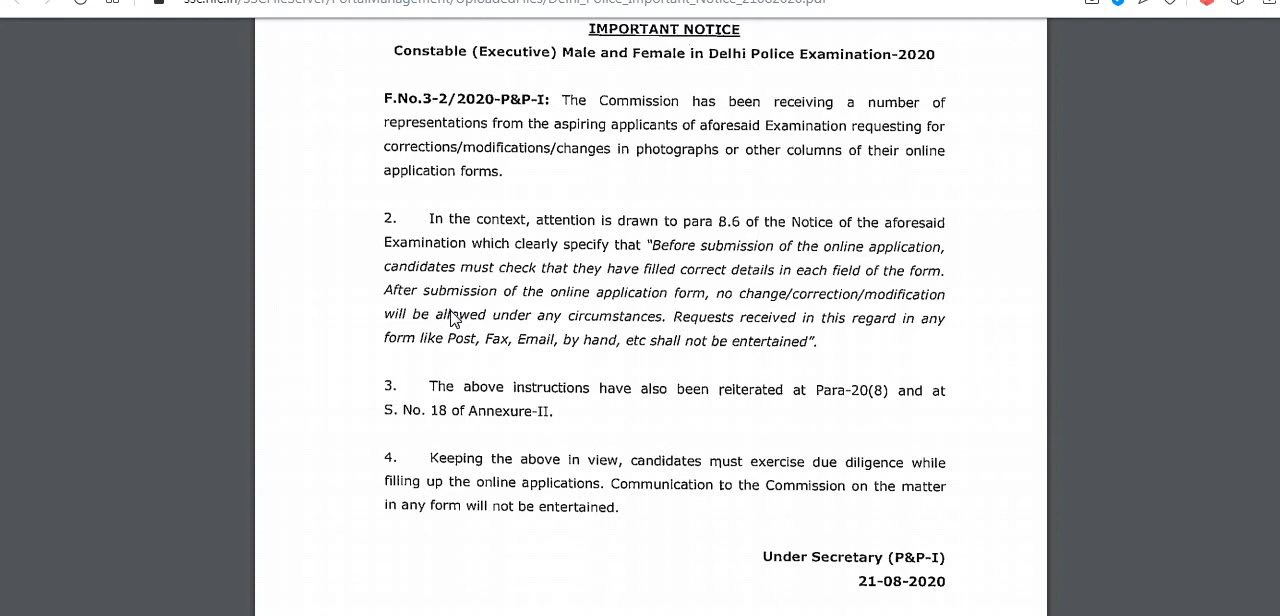 ssc.nic.in/SSCFileServer/PortalManagement/UploadedFiles/Delhi_Police_Important_Notice_21082020.pdf
IMPORTANT NOTICE
Constable (Executive) Male and Female in Delhi Police Examination-2020
F.No.3-2/2020-P&P-I: The Commission has been receiving a number of
representations from the aspiring applicants of aforesaid Examination requesting for
corrections/modifications/changes in photographs or other columns of their online
application forms.
2. In the context, attention is drawn to para 8.6 of the Notice of the aforesaid
Examination which clearly specify that “Before submission of the online application,
candidates must check that they have filled correct details in each field of the form.
After submission of the online application form, no change/correction/modification
will be allowed under any circumstances. Requests received in this regard in any
form like Post, Fax, Email, by hand, etc shall not be entertained”.
3. The above instructions have also been reiterated at Para-20(8) and at
S. No. 18 of Annexure-II.
4. Keeping the above in view, candidates must exercise due diligence while
filling up the online applications. Communication to the Commission on the matter
in any form will not be entertained.
Under Secretary (P&P-I)
21-08-2020